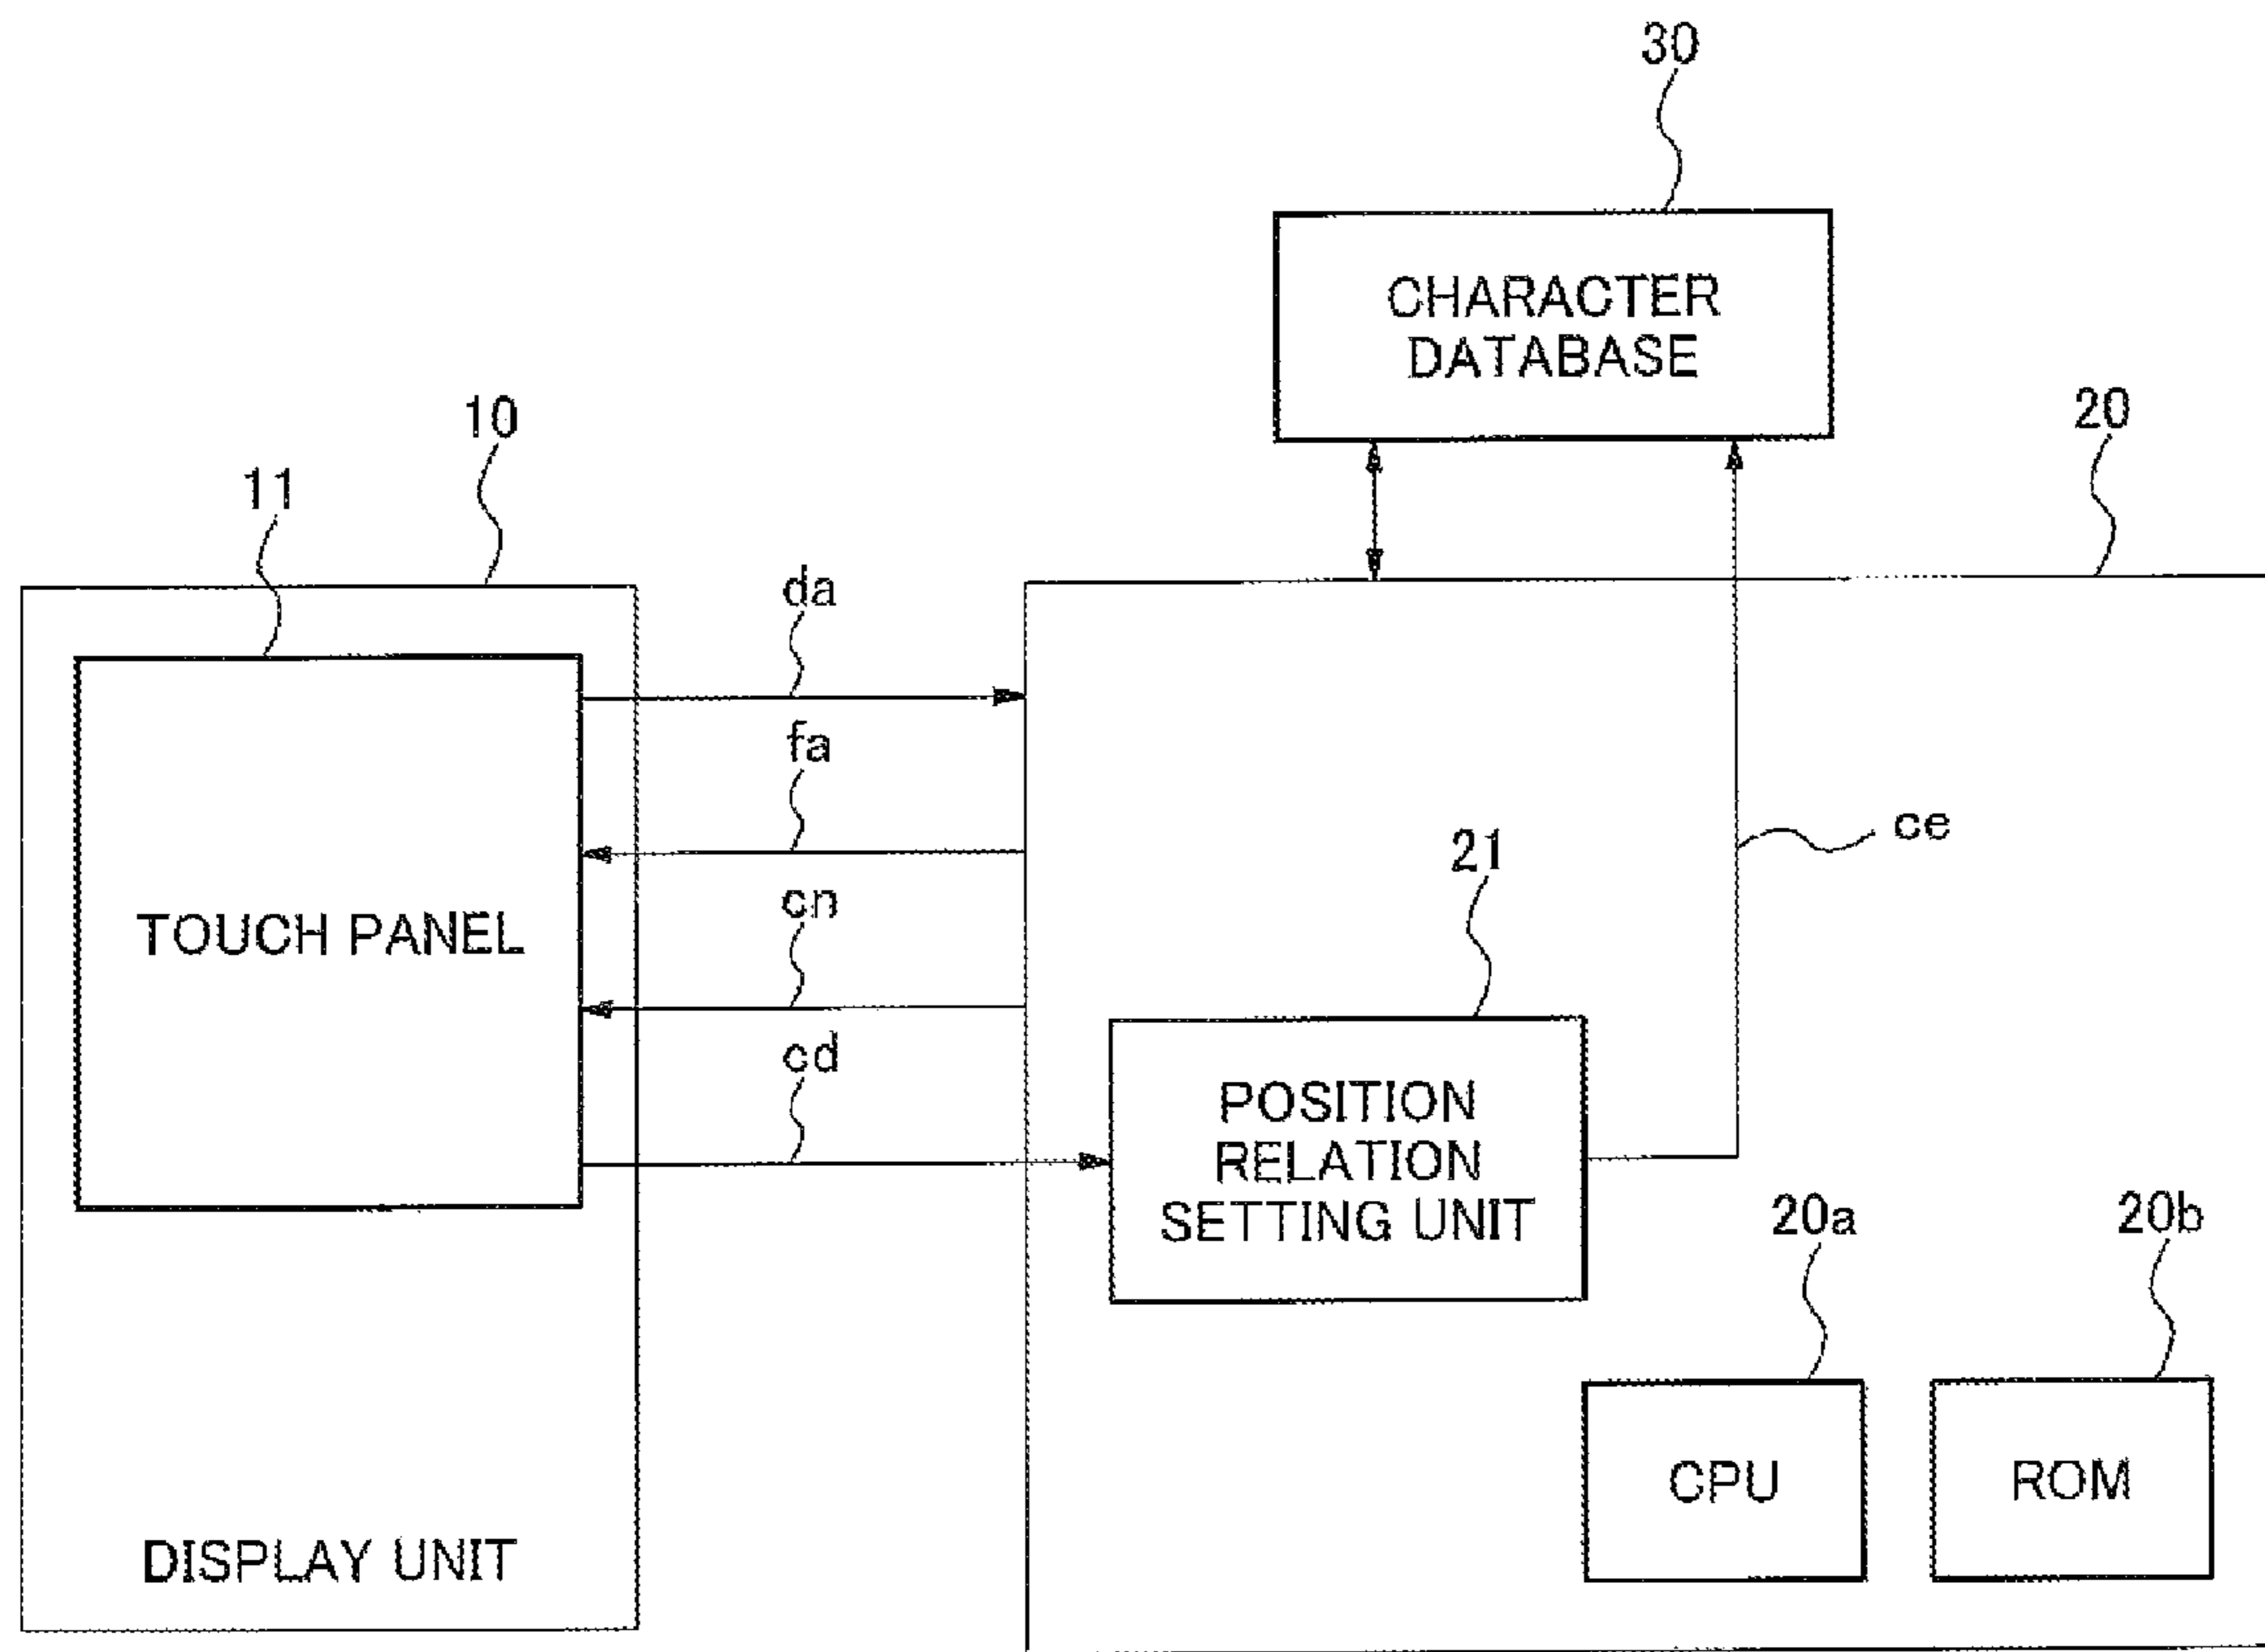 30
CHARACTER
DATABASE
10
20
11
da
fa
cn
cd
ce
21
TOUCH PANEL
POSITION
RELATION
SETTING UNIT
20a
20b
CPU
ROM
DISPLAY UNIT